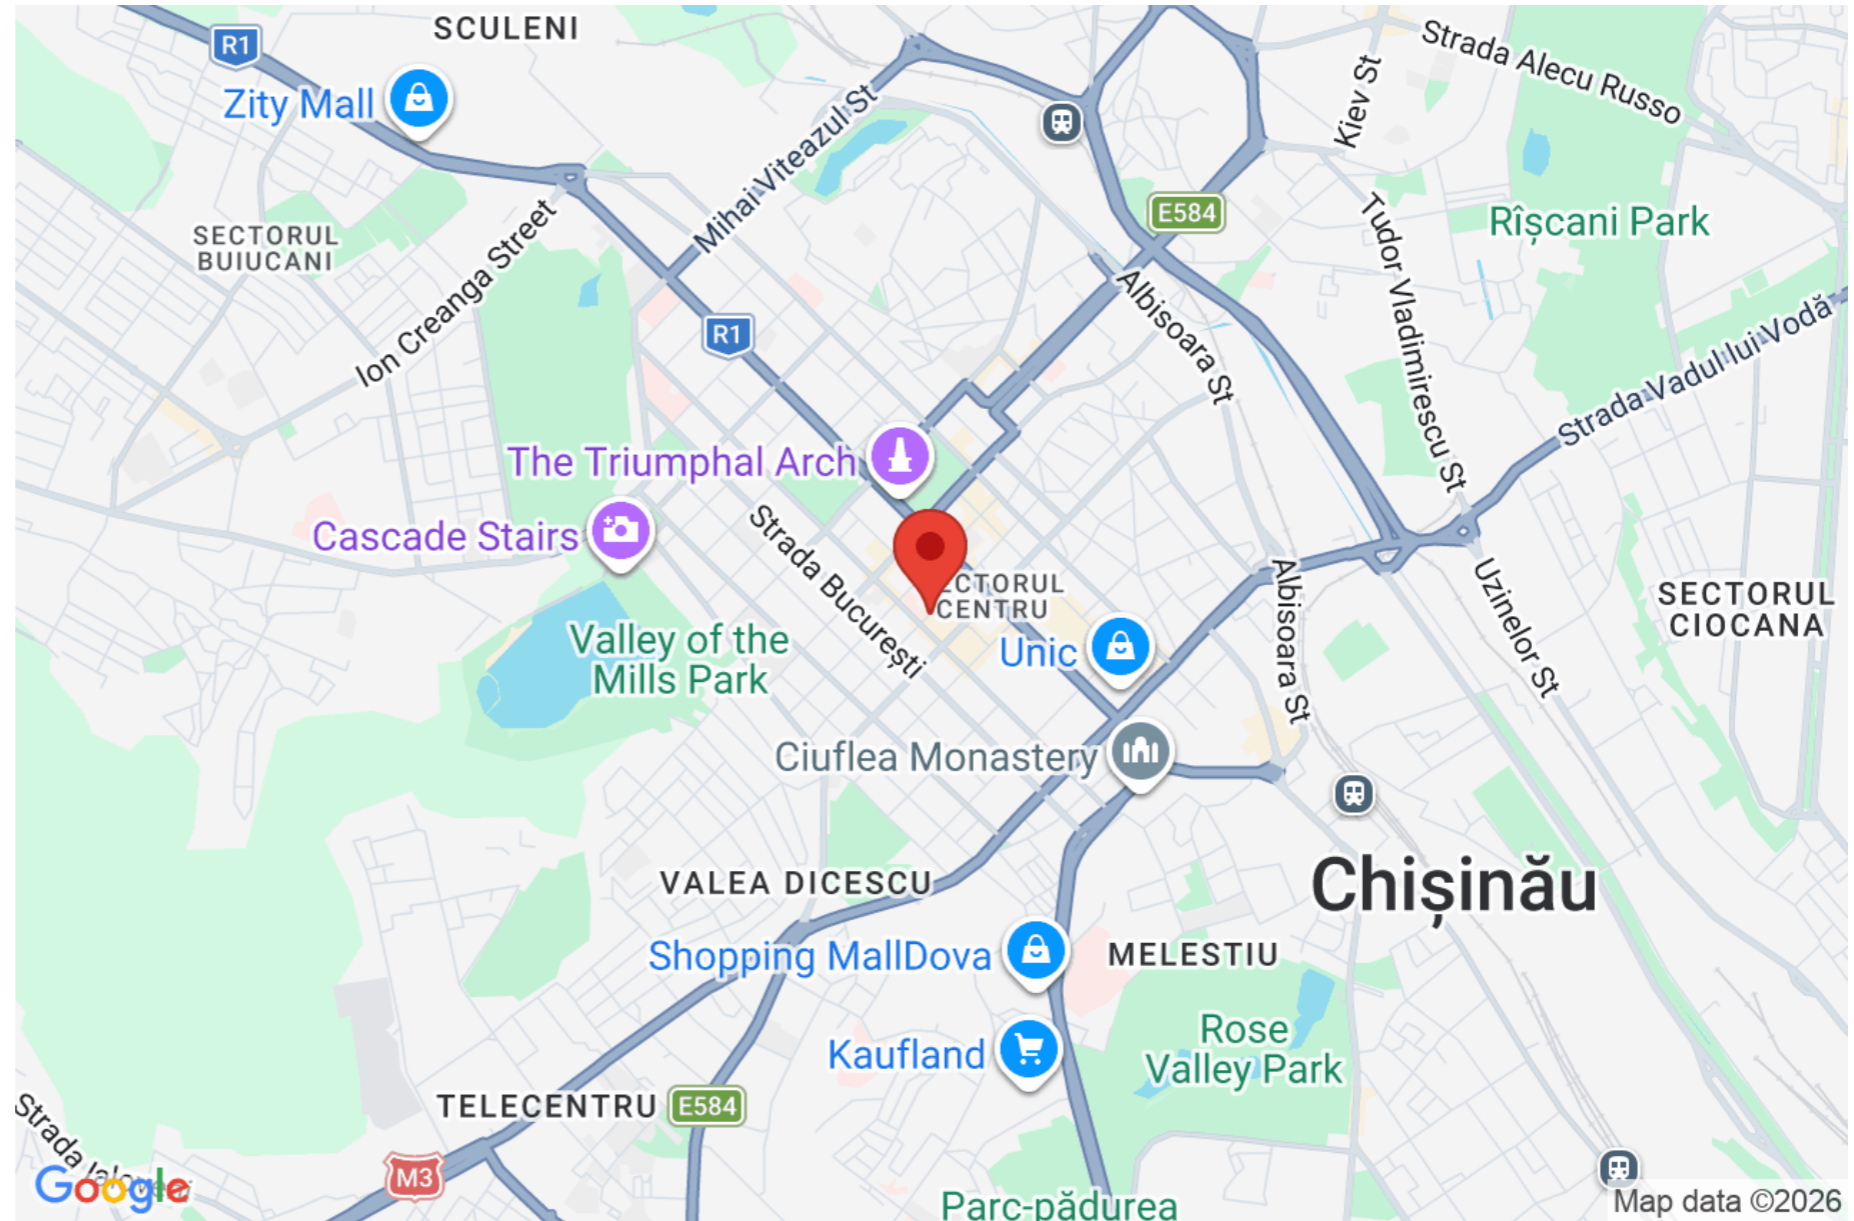 SCULENI
R1
Zity Mall
Strada Alecu Russo
Kiev St
Mihai Viteazul St
E584
SECTORUL
BUIUCANI
Ion Creanga Street
Tudor Vladimirescu St
Rîșcani Park
R1
Albisoara St
Strada Vadul lui Vodă
The Triumphal Arch
Cascade Stairs
Strada București
CTORUL
CENTRU
Albisoara St
Uzinelor St
SECTORUL
CIOCANA
Valley of the
Mills Park
Unic
Ciuflea Monastery
Chișinău
VALEA DICESCU
Shopping MallDova
MELESTIU
Rose
Valley Park
Kaufland
TELECENTRU
E584
Strada
M3
Google
Parc-pădurea
Map data ©2026